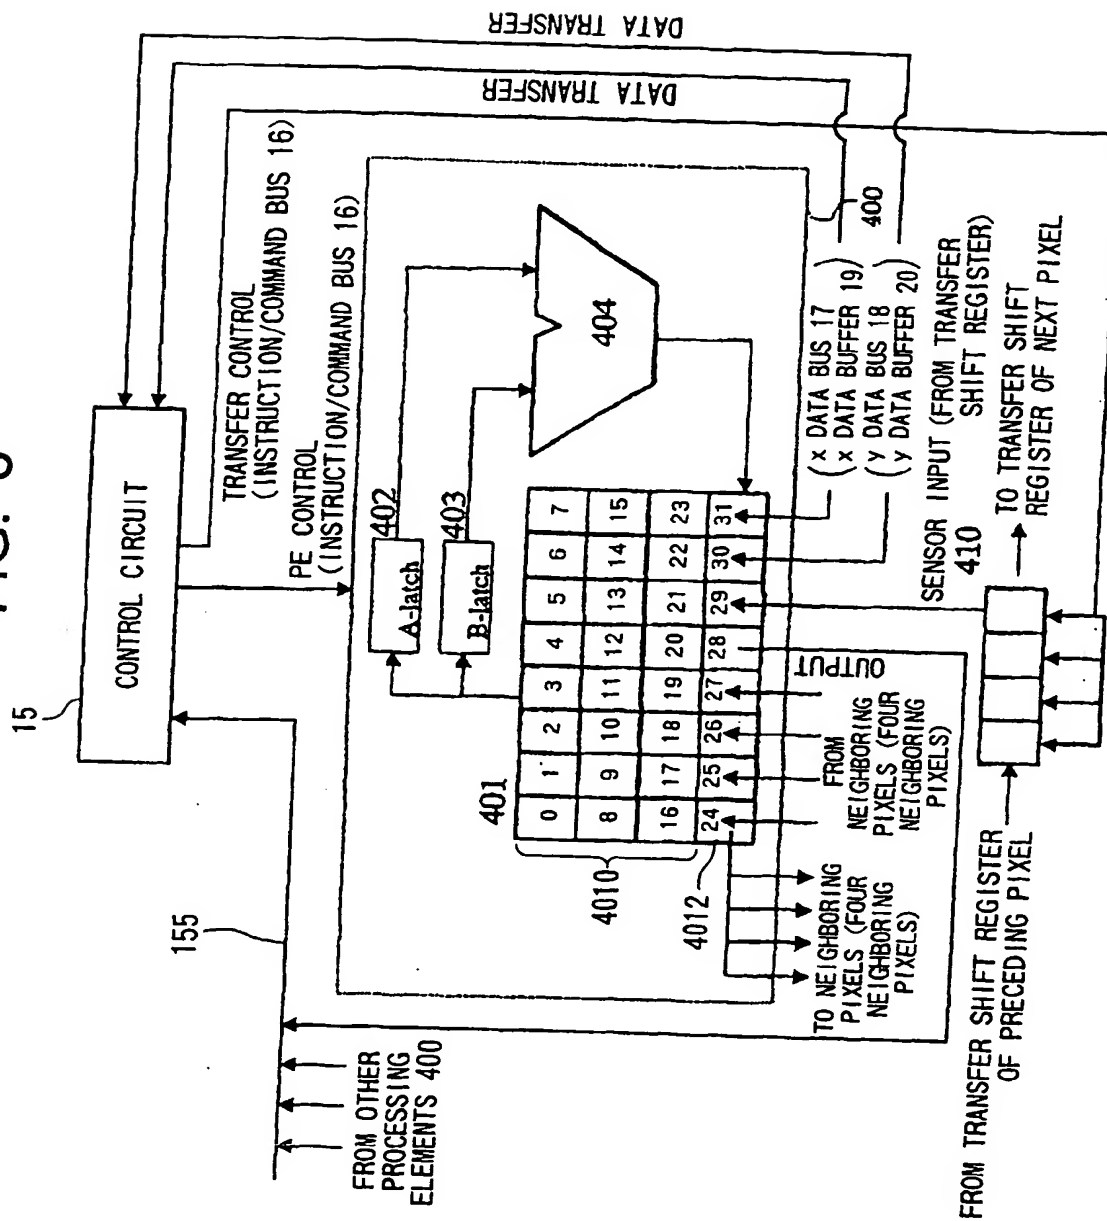 15
CONTROL CIRCUIT
DATA TRANSFER
DATA TRANSFER
TRANSFER CONTROL
(INSTRUCTION/COMMAND BUS 16)
PE CONTROL
(INSTRUCTION/COMMAND BUS 16)
155
FROM OTHER
PROCESSING
ELEMENTS 400
402
A-latch
403
B-latch
404
400
401
0 1 2 3 4 5 6 7
8 9 10 11 12 13 14 15
16 17 18 19 20 21 22 23
24 25 26 27 28 29 30 31
4010
4012
TO NEIGHBORING
PIXELS (FOUR
NEIGHBORING
PIXELS)
FROM
NEIGHBORING
PIXELS (FOUR
NEIGHBORING
PIXELS)
OUTPUT
(x DATA BUS 17
x DATA BUFFER 19)
(y DATA BUS 18
y DATA BUFFER 20)
SENSOR INPUT (FROM TRANSFER
SHIFT REGISTER)
410
TO TRANSFER SHIFT
REGISTER OF NEXT PIXEL
FROM TRANSFER SHIFT REGISTER
OF PRECEDING PIXEL